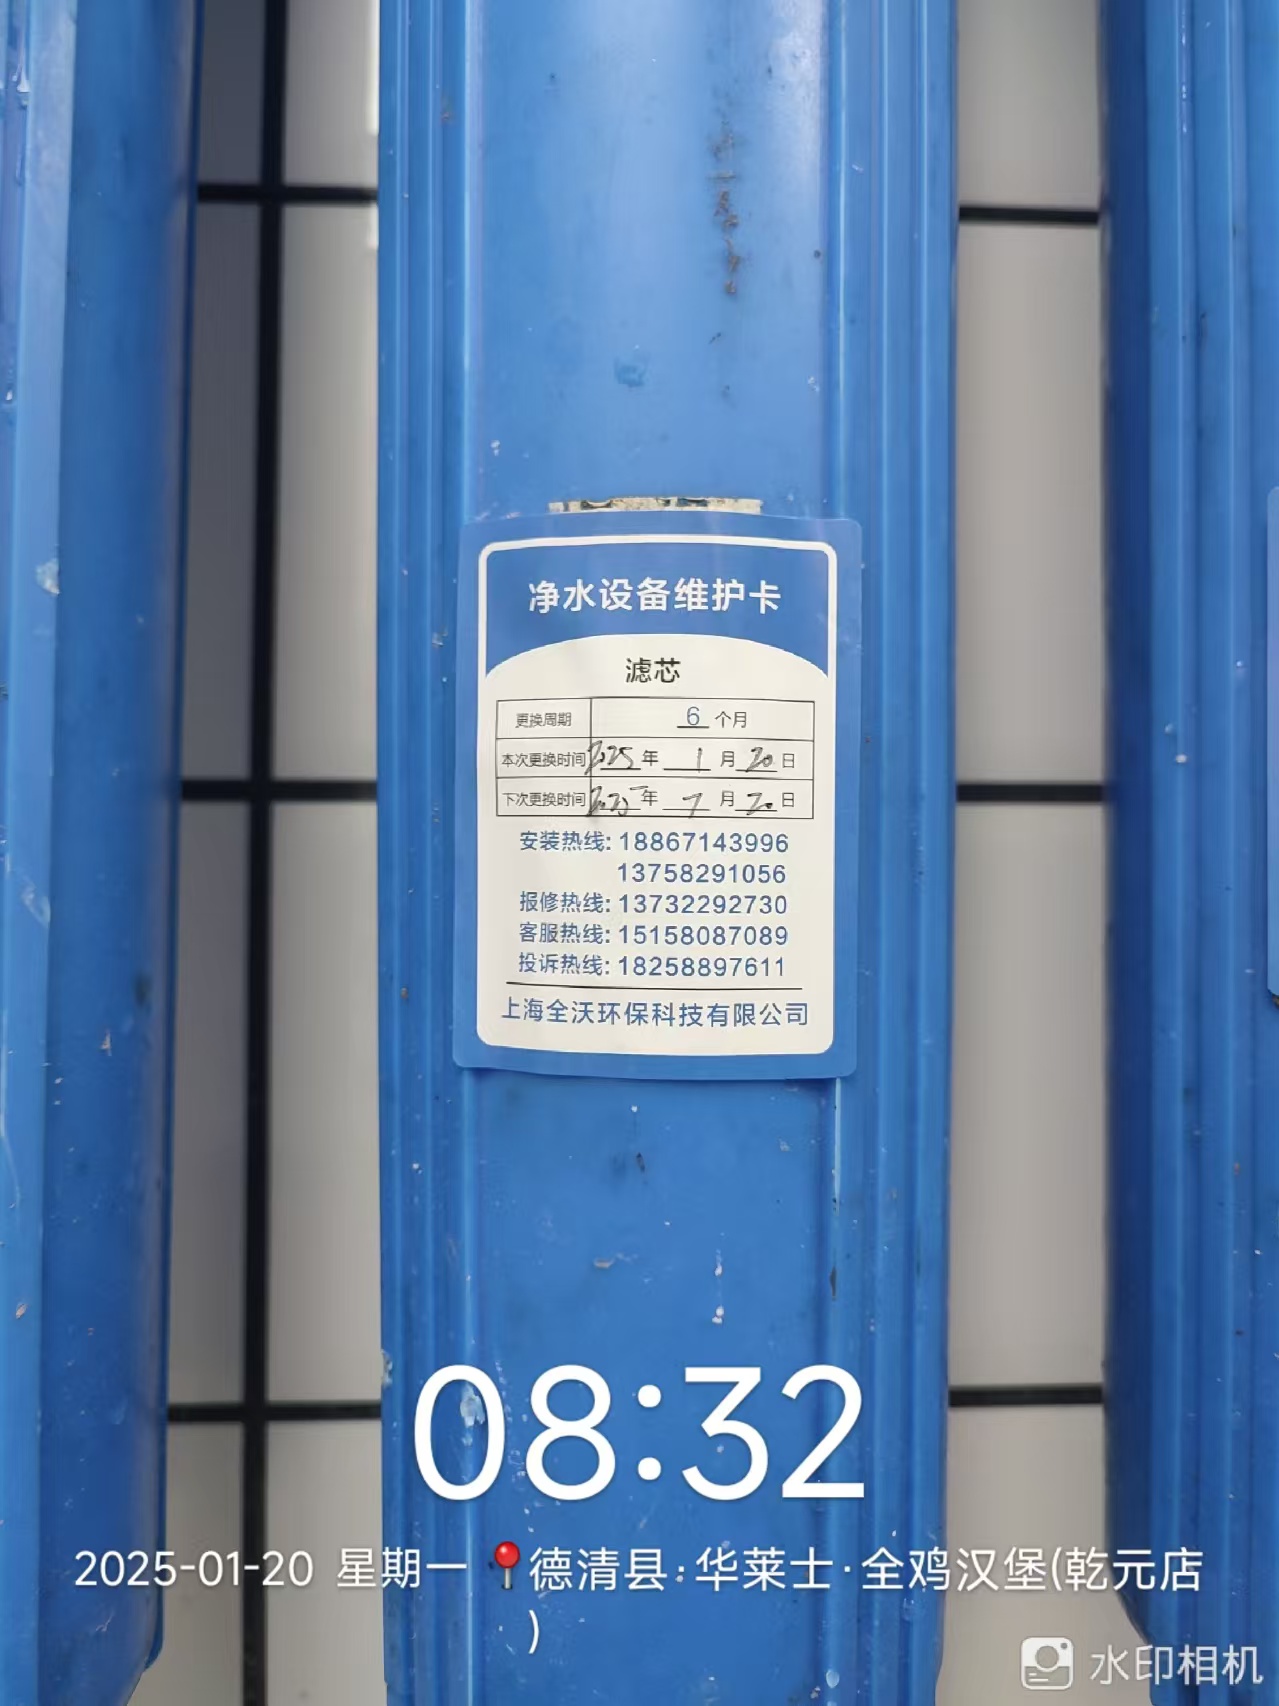 净水设备维护卡
滤芯
更换周期 6 个月
本次更换时间 2025 年 1 月 20 日
下次更换时间 2025 年 7 月 20 日
安装热线: 18867143996
13758291056
报修热线: 13732292730
客服热线: 15158087089
投诉热线: 18258897611
上海全沃环保科技有限公司
08:32
2025-01-20 星期一 📍德清县·华莱士·全鸡汉堡(乾元店
)
水印相机